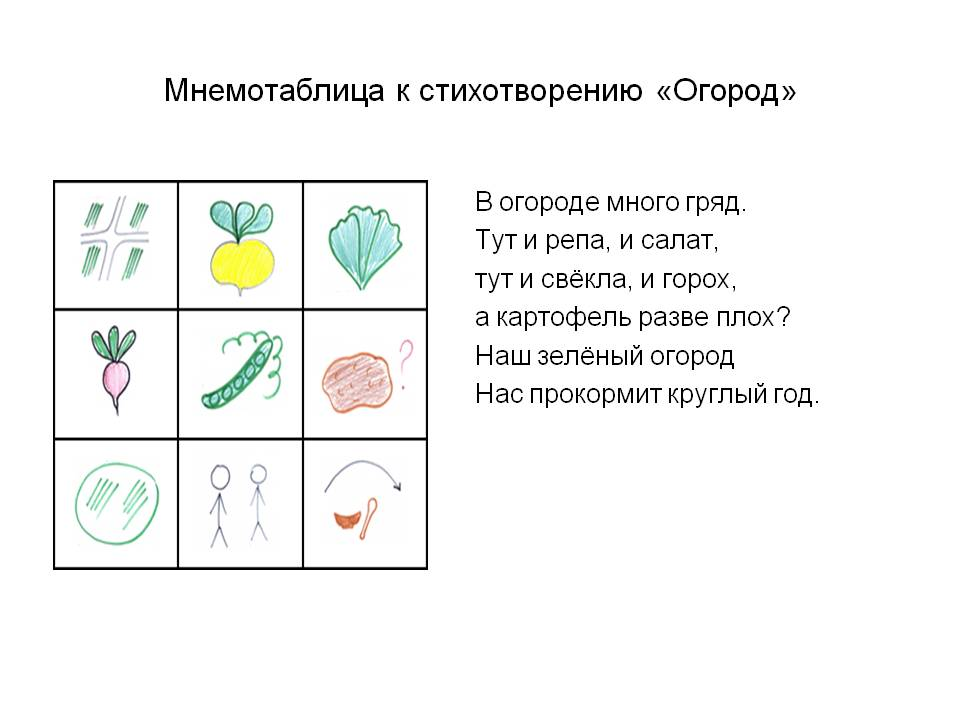 Мнемотаблица к стихотворению «Огород»
В огороде много гряд.
Тут и репа, и салат,
тут и свёкла, и горох,
а картофель разве плох?
Наш зелёный огород
Нас прокормит круглый год.
?